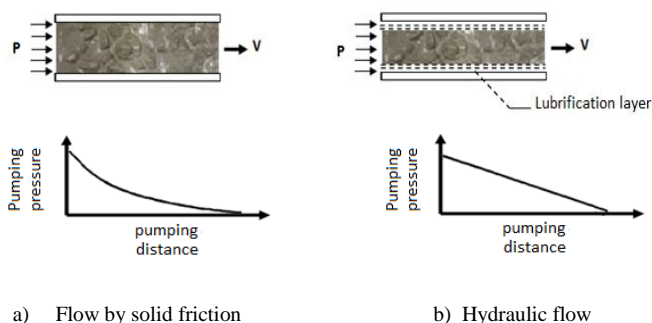 P
V
P
V
Lubrification layer
Pumping
pressure
pumping
distance
Pumping
pressure
pumping
distance
a) Flow by solid friction
b) Hydraulic flow